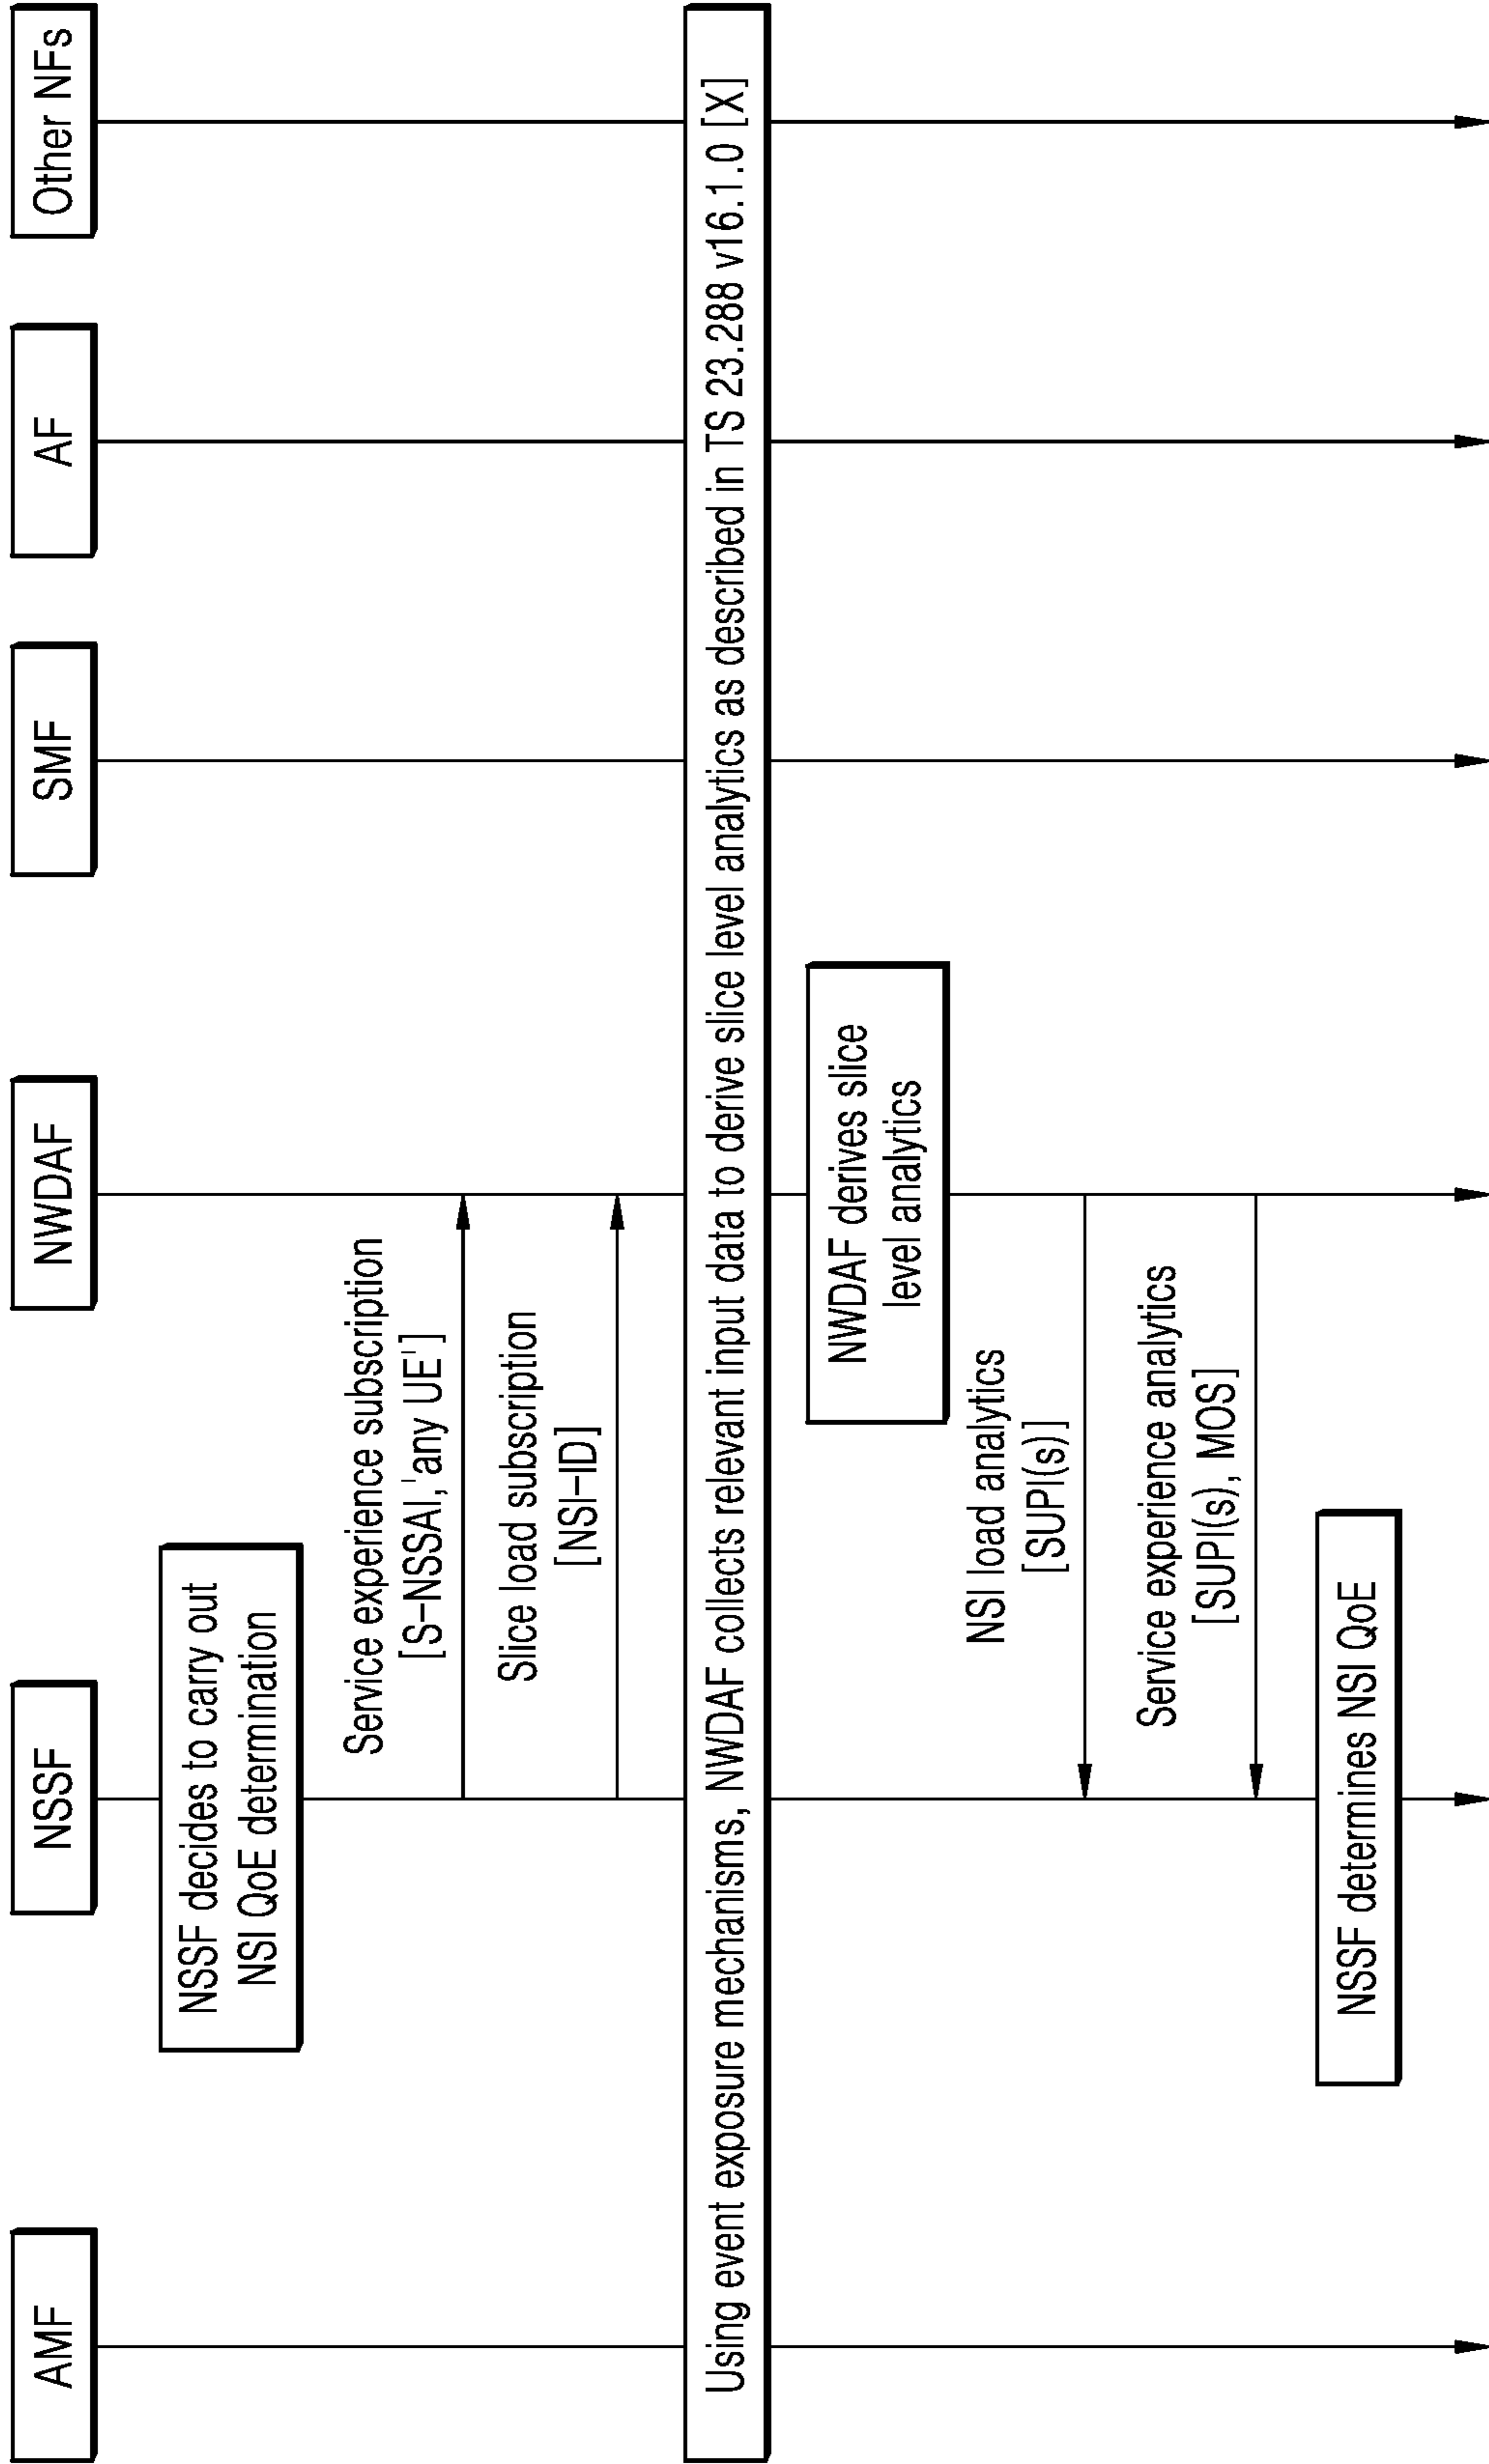 AMF
NSSF
NWDAF
SMF
AF
Other NFs
NSSF decides to carry out
NSI QoE determination
Service experience subscription
[S-NSSAI,'any UE']
Slice load subscription
[NSI-ID]
Using event exposure mechanisms, NWDAF collects relevant input data to derive slice level analytics as described in TS 23.288 v16.1.0 [X]
NWDAF derives slice
level analytics
NSI load analytics
[SUPI(s)]
Service experience analytics
[SUPI(s), MOS]
NSSF determines NSI QoE